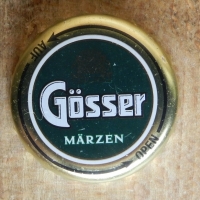 AUF
Gösser
MÄRZEN
OPEN